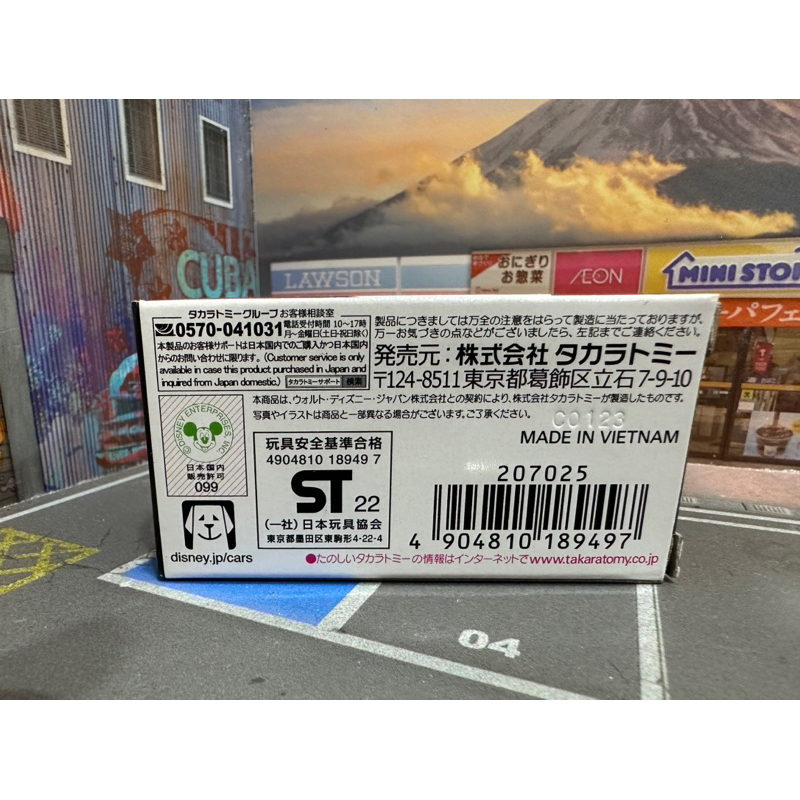 CUBA
LAWSON
おにぎり
お惣菜
ÆON
MINI STOP
パフェ
タカラトミーグループ お客様相談室
0570-041031 電話受付時間 10〜17時
月〜金曜日(土日・祝日除く)
本製品のお客様サポートは日本国内でのご購入かつ日本国内
からのお問い合わせに限ります。(Customer service is only
available in case this product purchased in Japan and
inquired from Japan domestic.) タカラトミーサポート 検索
製品につきましては万全の注意をはらって製造に当たっておりますが、
万一お気づきの点などがございましたら、左記までご連絡ください。
発売元：株式会社 タカラトミー
〒124-8511 東京都葛飾区立石7-9-10
本商品は、ウォルト・ディズニー・ジャパン株式会社との契約により、株式会社タカラトミーが製造したものです。
写真やイラストは商品と一部異なる場合がございます。ご了承ください。
C0123
MADE IN VIETNAM
© DISNEY ENTERPRISES, INC.
日本国内
販売許可
099
disney.jp/cars
玩具安全基準合格
4904810 18949 7
ST 22
(一社) 日本玩具協会
東京都墨田区東駒形4-22-4
207025
4 904810 189497
●たのしいタカラトミーの情報はインターネットで www.takaratomy.co.jp
04